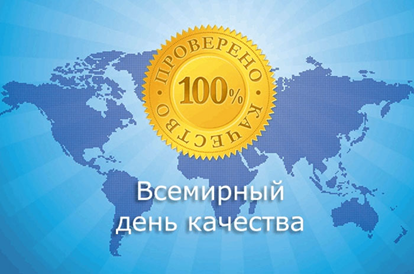 ПРОВЕРЕНО
100%
КАЧЕСТВО
Всемирный
день качества